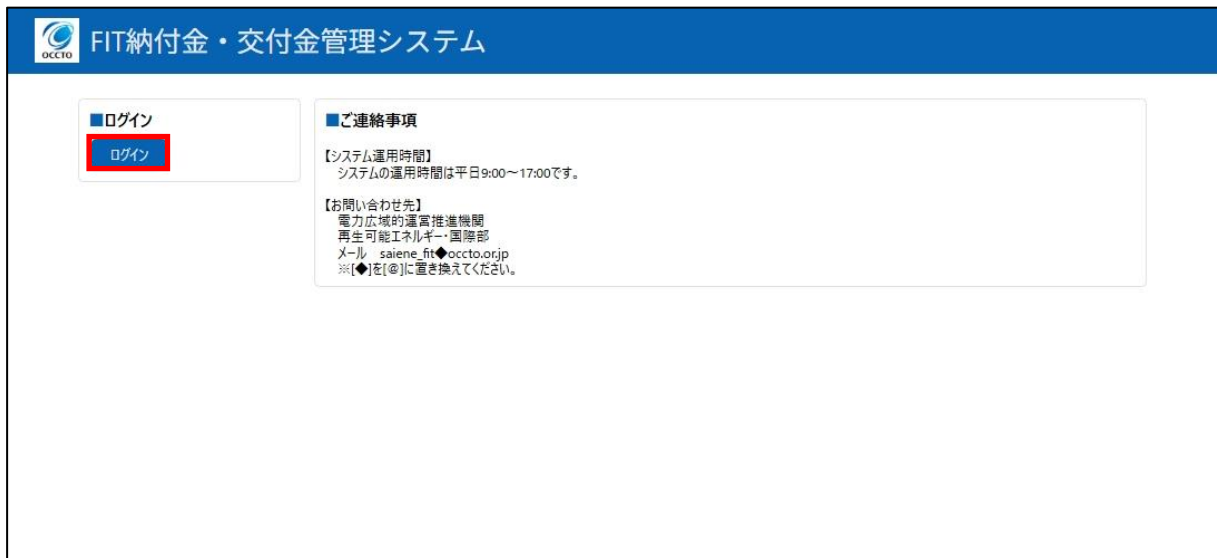 OCCTO
FIT納付金・交付金管理システム
■ログイン
ログイン
■ご連絡事項
【システム運用時間】
システムの運用時間は平日9:00～17:00です。
【お問い合わせ先】
電力広域的運営推進機関
再生可能エネルギー・国際部
メール saiene_fit◆occto.or.jp
※[◆]を[@]に置き換えてください。